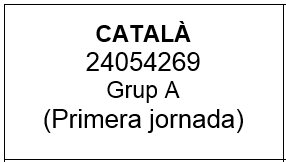 CATALÀ
24054269
Grup A
(Primera jornada)